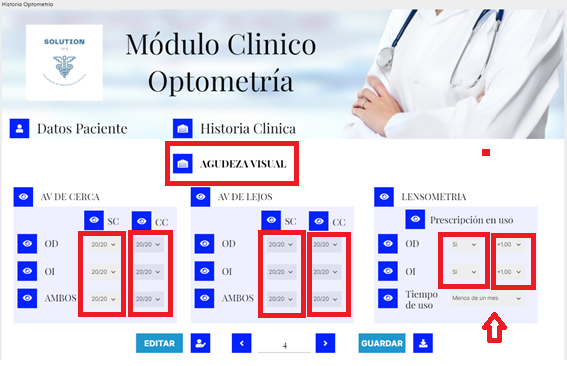 Historia Optometria
SOLUTION
IPS
Módulo Clinico
Optometría
Datos Paciente
Historia Clinica
AGUDEZA VISUAL
AV DE CERCA
AV DE LEJOS
LENSOMETRIA
SC CC
SC CC
Prescripción en uso
OD 20/20 20/20
OD 20/20 20/20
OD Si +1.00
OI 20/20 20/20
OI 20/20 20/20
OI Si +1.00
AMBOS 20/20 20/20
AMBOS 20/20 20/20
Tiempo
de uso
Menos de un mes
EDITAR
4
GUARDAR